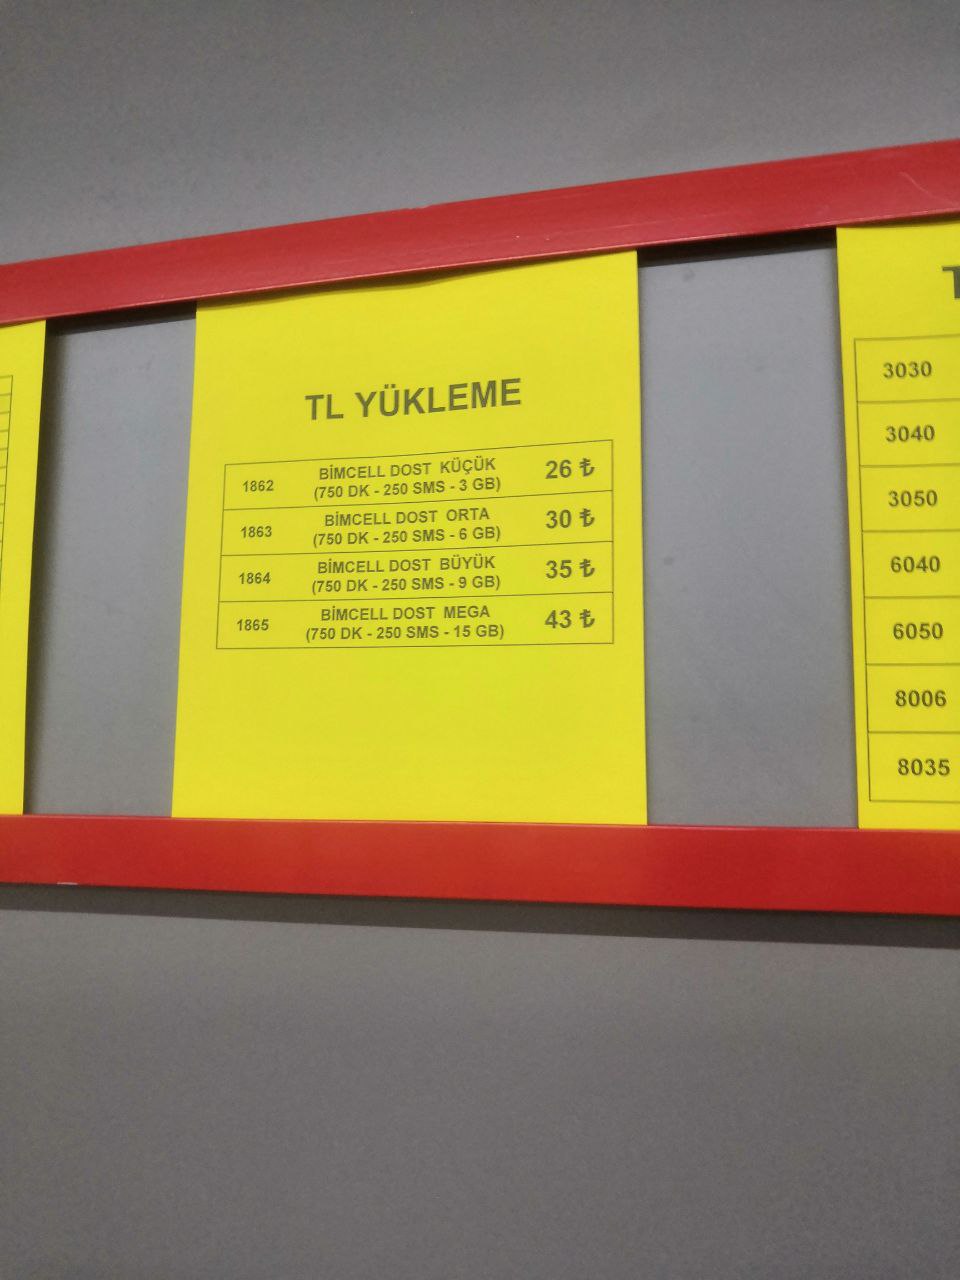 TL YÜKLEME
1862 BİMCELL DOST KÜÇÜK 26 ₺
(750 DK - 250 SMS - 3 GB)
1863 BİMCELL DOST ORTA 30 ₺
(750 DK - 250 SMS - 6 GB)
1864 BİMCELL DOST BÜYÜK 35 ₺
(750 DK - 250 SMS - 9 GB)
1865 BİMCELL DOST MEGA 43 ₺
(750 DK - 250 SMS - 15 GB)
3030
3040
3050
6040
6050
8006
8035